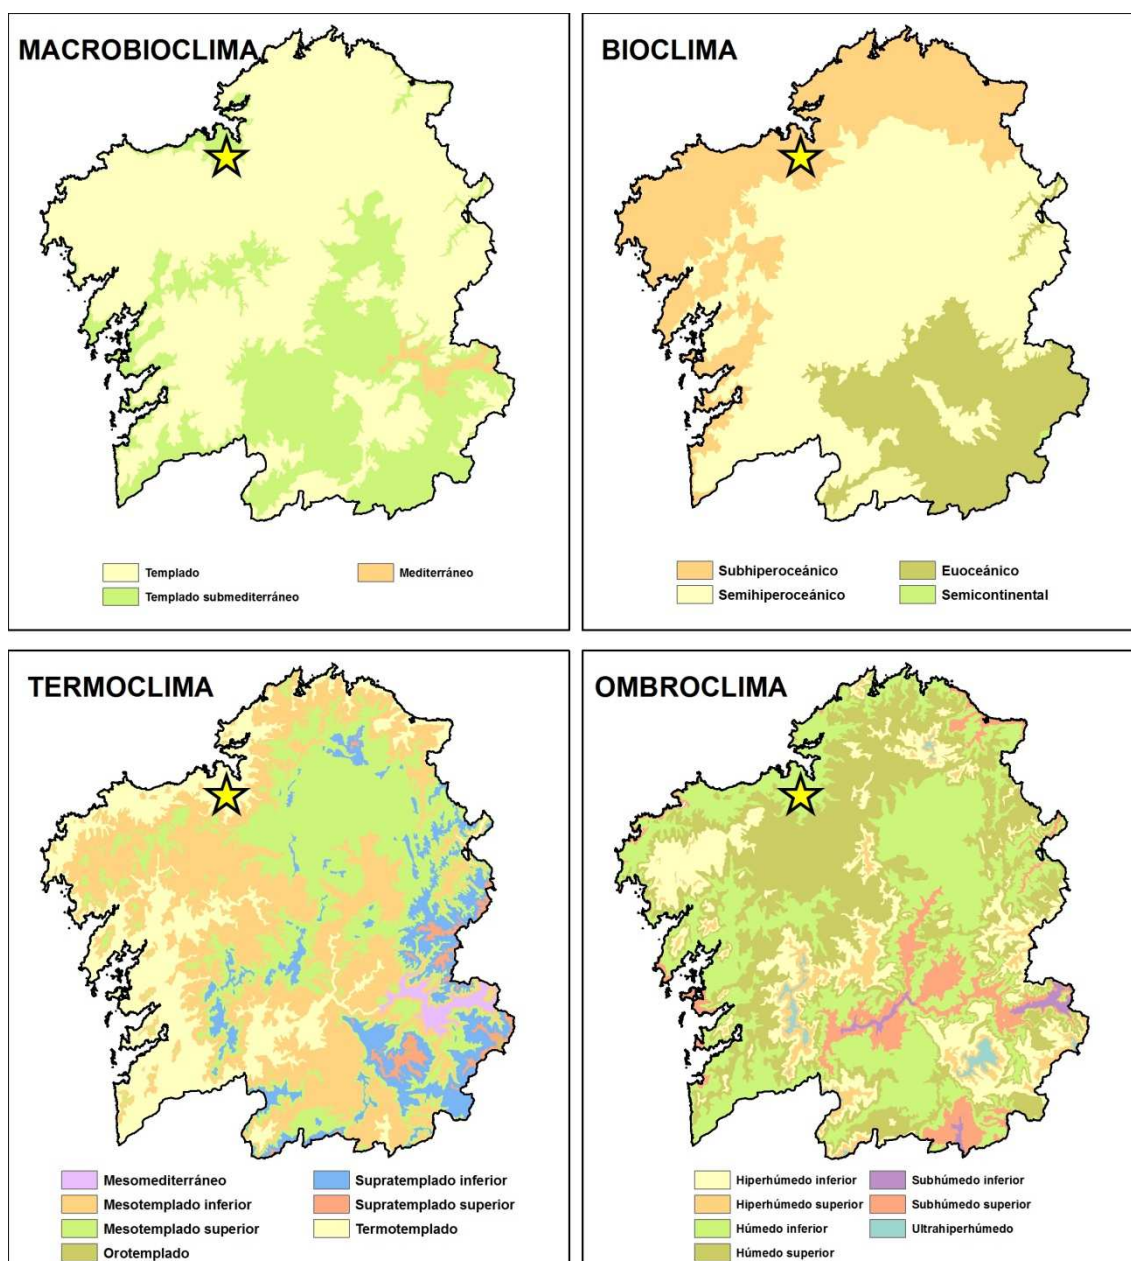 MACROBIOCLIMA
Templado
Templado submediterráneo
Mediterráneo
BIOCLIMA
Subhiperoceánico
Semihiperoceánico
Euoceánico
Semicontinental
TERMOCLIMA
Mesomediterráneo
Mesotemplado inferior
Mesotemplado superior
Orotemplado
Supratemplado inferior
Supratemplado superior
Termotemplado
OMBROCLIMA
Hiperhúmedo inferior
Hiperhúmedo superior
Húmedo inferior
Húmedo superior
Subhúmedo inferior
Subhúmedo superior
Ultrahiperhúmedo